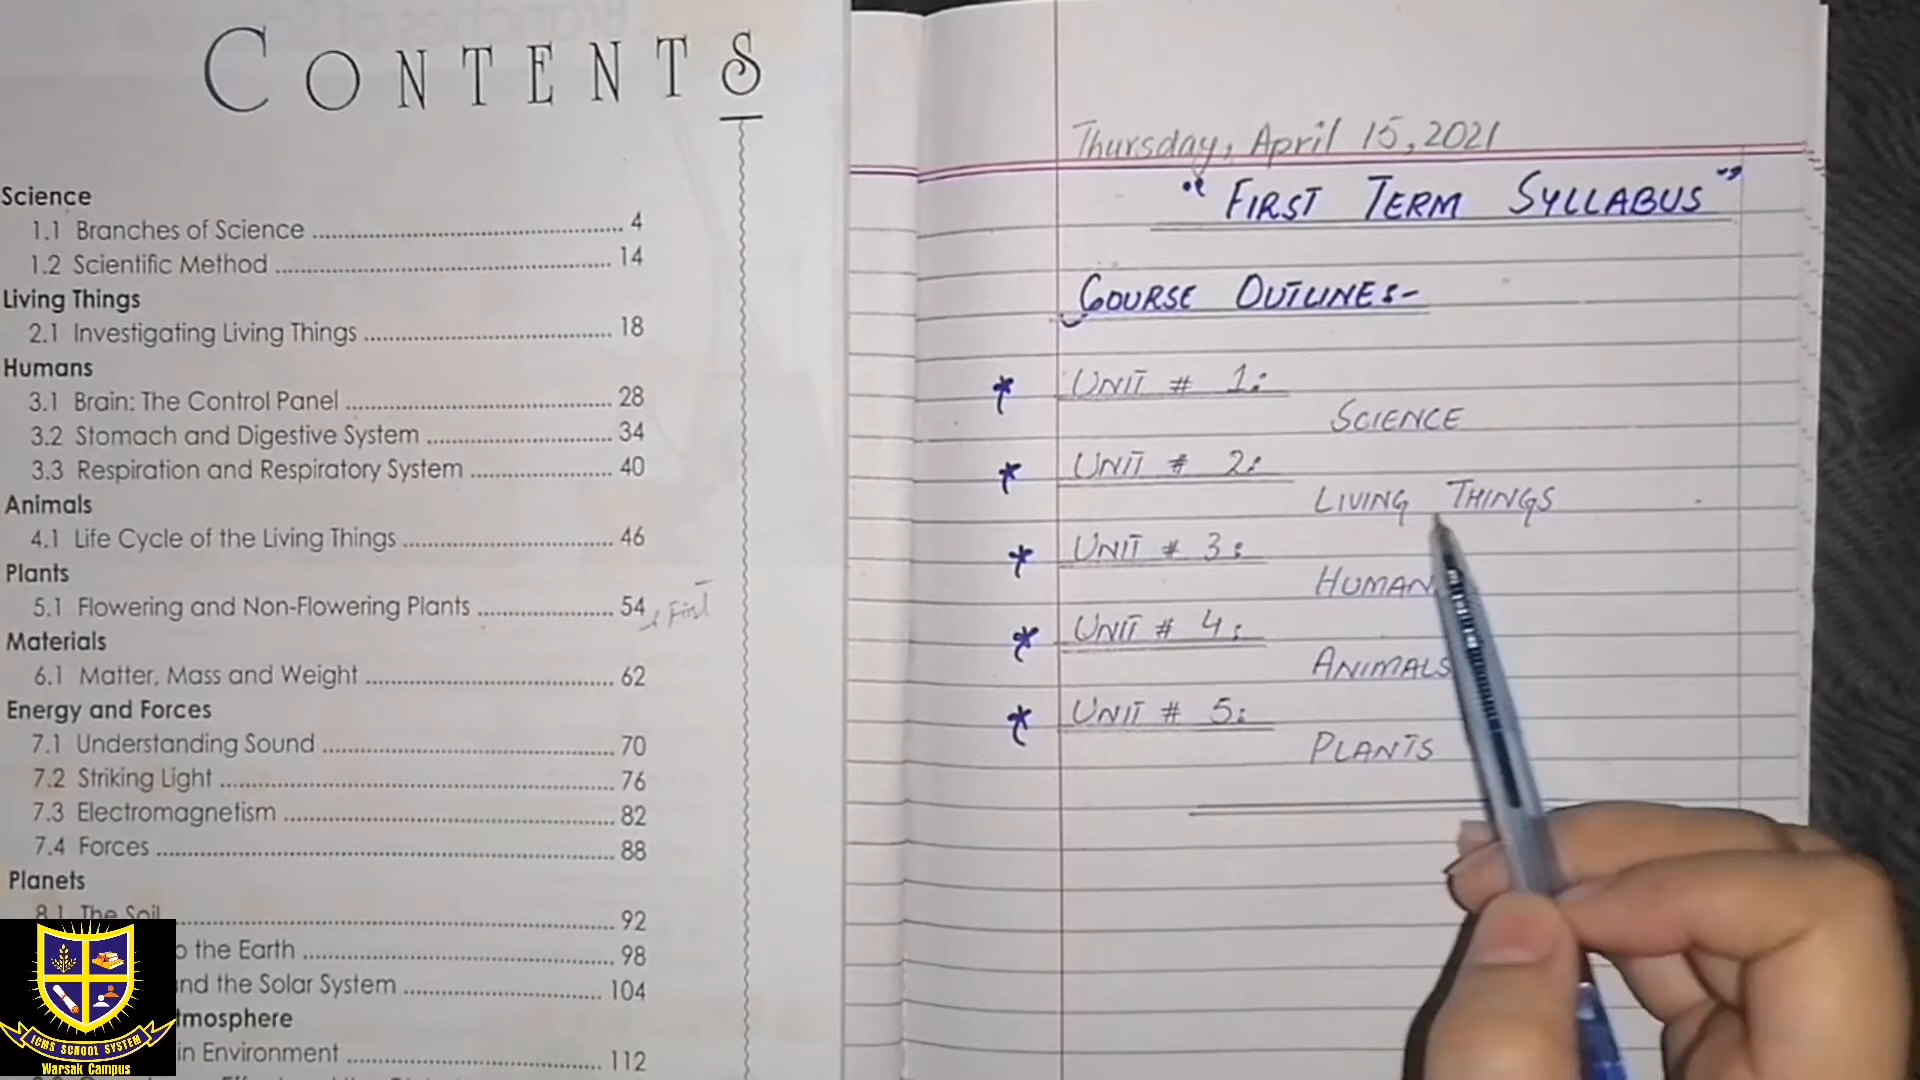 CONTENTS
Science
1.1 Branches of Science ........ 4
1.2 Scientific Method ........ 14
Living Things
2.1 Investigating Living Things ........ 18
Humans
3.1 Brain: The Control Panel ........ 28
3.2 Stomach and Digestive System ........ 34
3.3 Respiration and Respiratory System ........ 40
Animals
4.1 Life Cycle of the Living Things ........ 46
Plants
5.1 Flowering and Non-Flowering Plants ........ 54
Materials
6.1 Matter, Mass and Weight ........ 62
Energy and Forces
7.1 Understanding Sound ........ 70
7.2 Striking Light ........ 76
7.3 Electromagnetism ........ 82
7.4 Forces ........ 88
Planets
8.1 The Soil ........ 92
the Earth ........ 98
and the Solar System ........ 104
in Environment ........ 112
ICMS SCHOOL SYSTEM
Warsak Campus
Thursday, April 15, 2021
"FIRST TERM SYLLABUS"
COURSE OUTLINES-
* UNIT # 1:
SCIENCE
* UNIT # 2:
LIVING THINGS
* UNIT # 3:
HUMAN
* UNIT # 4:
ANIMALS
* UNIT # 5:
PLANTS